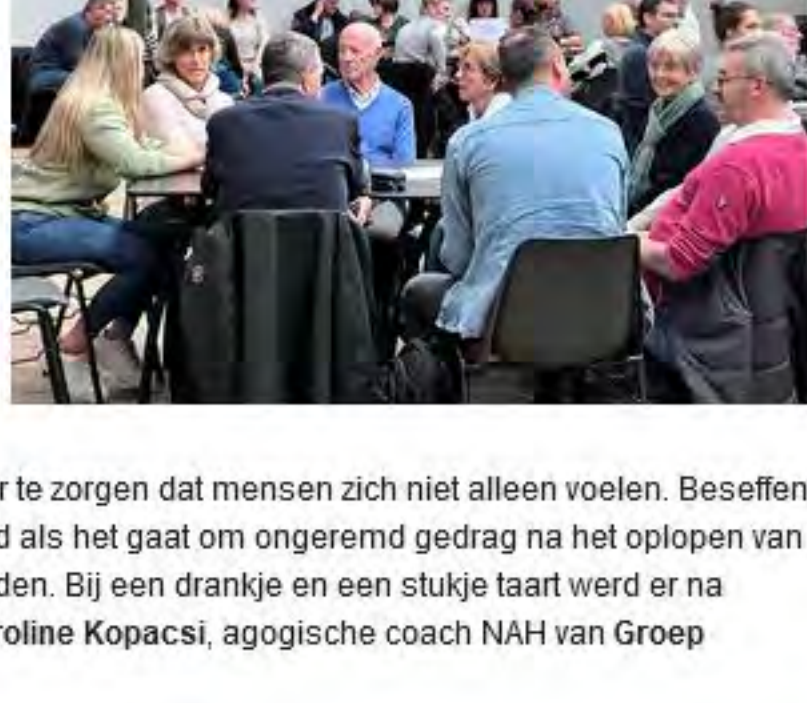 r te zorgen dat mensen zich niet alleen voelen. Beseffen
d als het gaat om ongeremd gedrag na het oplopen van
den. Bij een drankje en een stukje taart werd er na
roline Kopacsi, agogische coach NAH van Groep